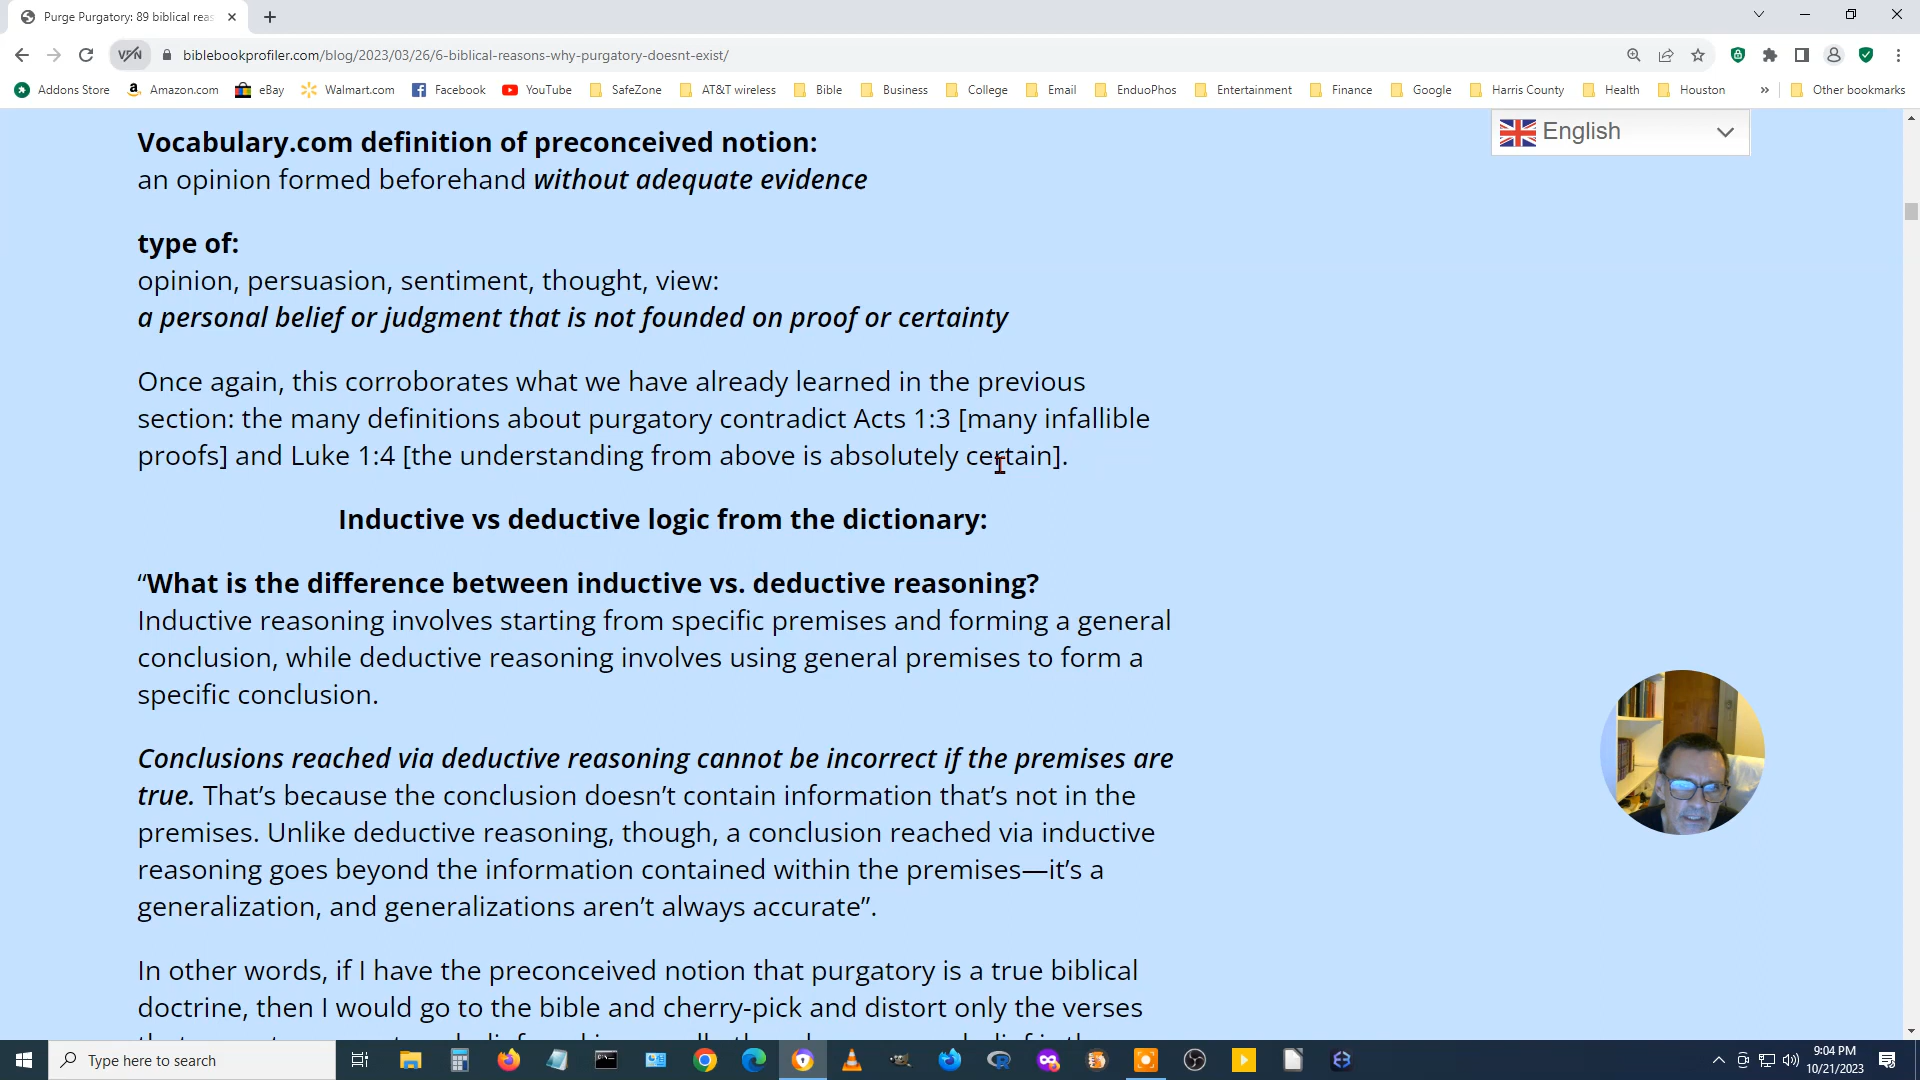 Purge Purgatory: 89 biblical reas
biblebookprofiler.com/blog/2023/03/26/6-biblical-reasons-why-purgatory-doesnt-exist/
Addons Store Amazon.com eBay Walmart.com Facebook YouTube SafeZone AT&T wireless Bible Business College Email EnduoPhos Entertainment Finance Google Harris County Health Houston » Other bookmarks
English
Vocabulary.com definition of preconceived notion:
an opinion formed beforehand without adequate evidence
type of:
opinion, persuasion, sentiment, thought, view:
a personal belief or judgment that is not founded on proof or certainty
Once again, this corroborates what we have already learned in the previous
section: the many definitions about purgatory contradict Acts 1:3 [many infallible
proofs] and Luke 1:4 [the understanding from above is absolutely certain].
Inductive vs deductive logic from the dictionary:
“What is the difference between inductive vs. deductive reasoning?
Inductive reasoning involves starting from specific premises and forming a general
conclusion, while deductive reasoning involves using general premises to form a
specific conclusion.
Conclusions reached via deductive reasoning cannot be incorrect if the premises are
true. That’s because the conclusion doesn’t contain information that’s not in the
premises. Unlike deductive reasoning, though, a conclusion reached via inductive
reasoning goes beyond the information contained within the premises—it’s a
generalization, and generalizations aren’t always accurate”.
In other words, if I have the preconceived notion that purgatory is a true biblical
doctrine, then I would go to the bible and cherry-pick and distort only the verses
Type here to search
9:04 PM
10/21/2023